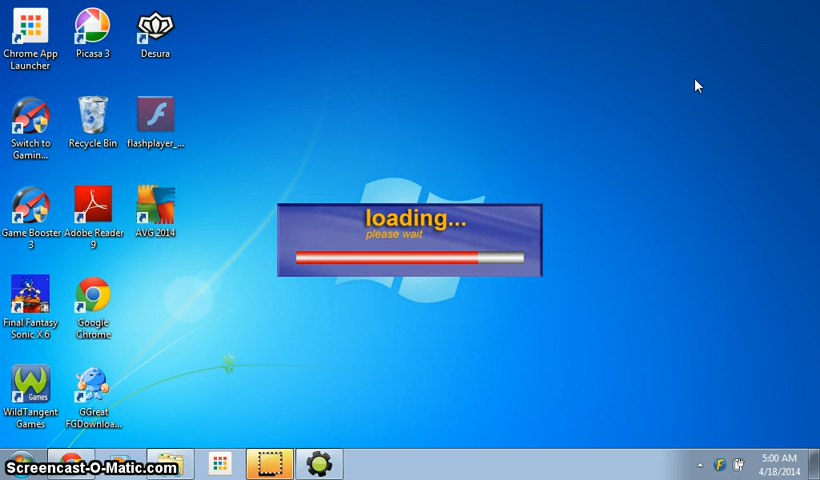 Chrome App
Launcher
Picasa 3
Desura
Switch to
Gamin...
Recycle Bin
flashplayer_...
Game Booster
3
Adobe Reader
9
AVG 2014
Final Fantasy
Sonic X 6
Google
Chrome
WildTangent
Games
GGreat
FGDownloa...
Games
loading...
please wait
Screencast-O-Matic.com
5:00 AM
4/18/2014